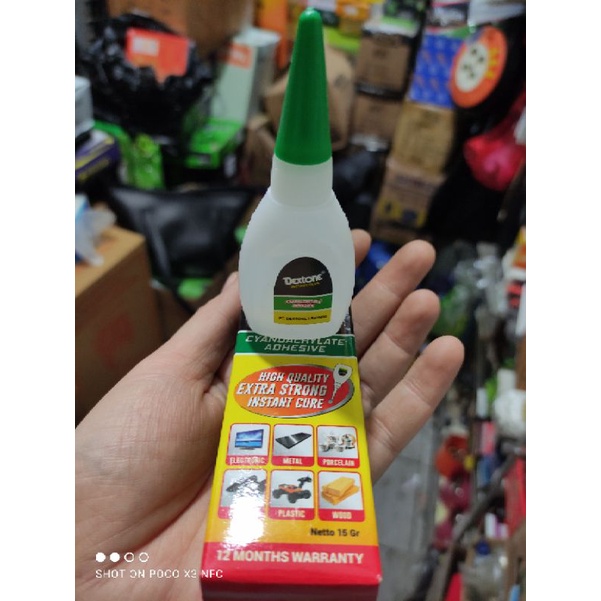 Dextone
CYANOACRYLATE
ADHESIVE
HIGH QUALITY
EXTRA STRONG
INSTANT CURE
ELECTRONIC
METAL
PORCELAIN
PLASTIC
WOOD
Netto 15 Gr
12 MONTHS WARRANTY
SHOT ON POCO X3 NFC